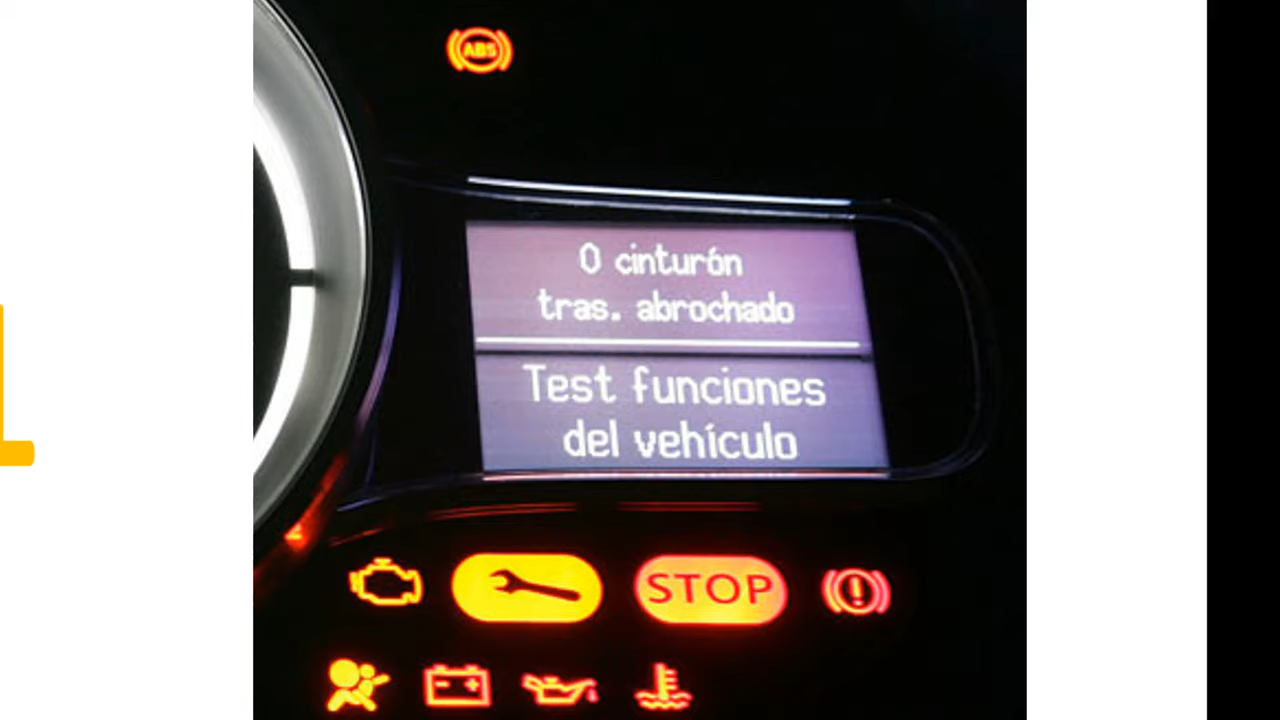 ABS
0 cinturón
tras. abrochado
Test funciones
del vehículo
STOP